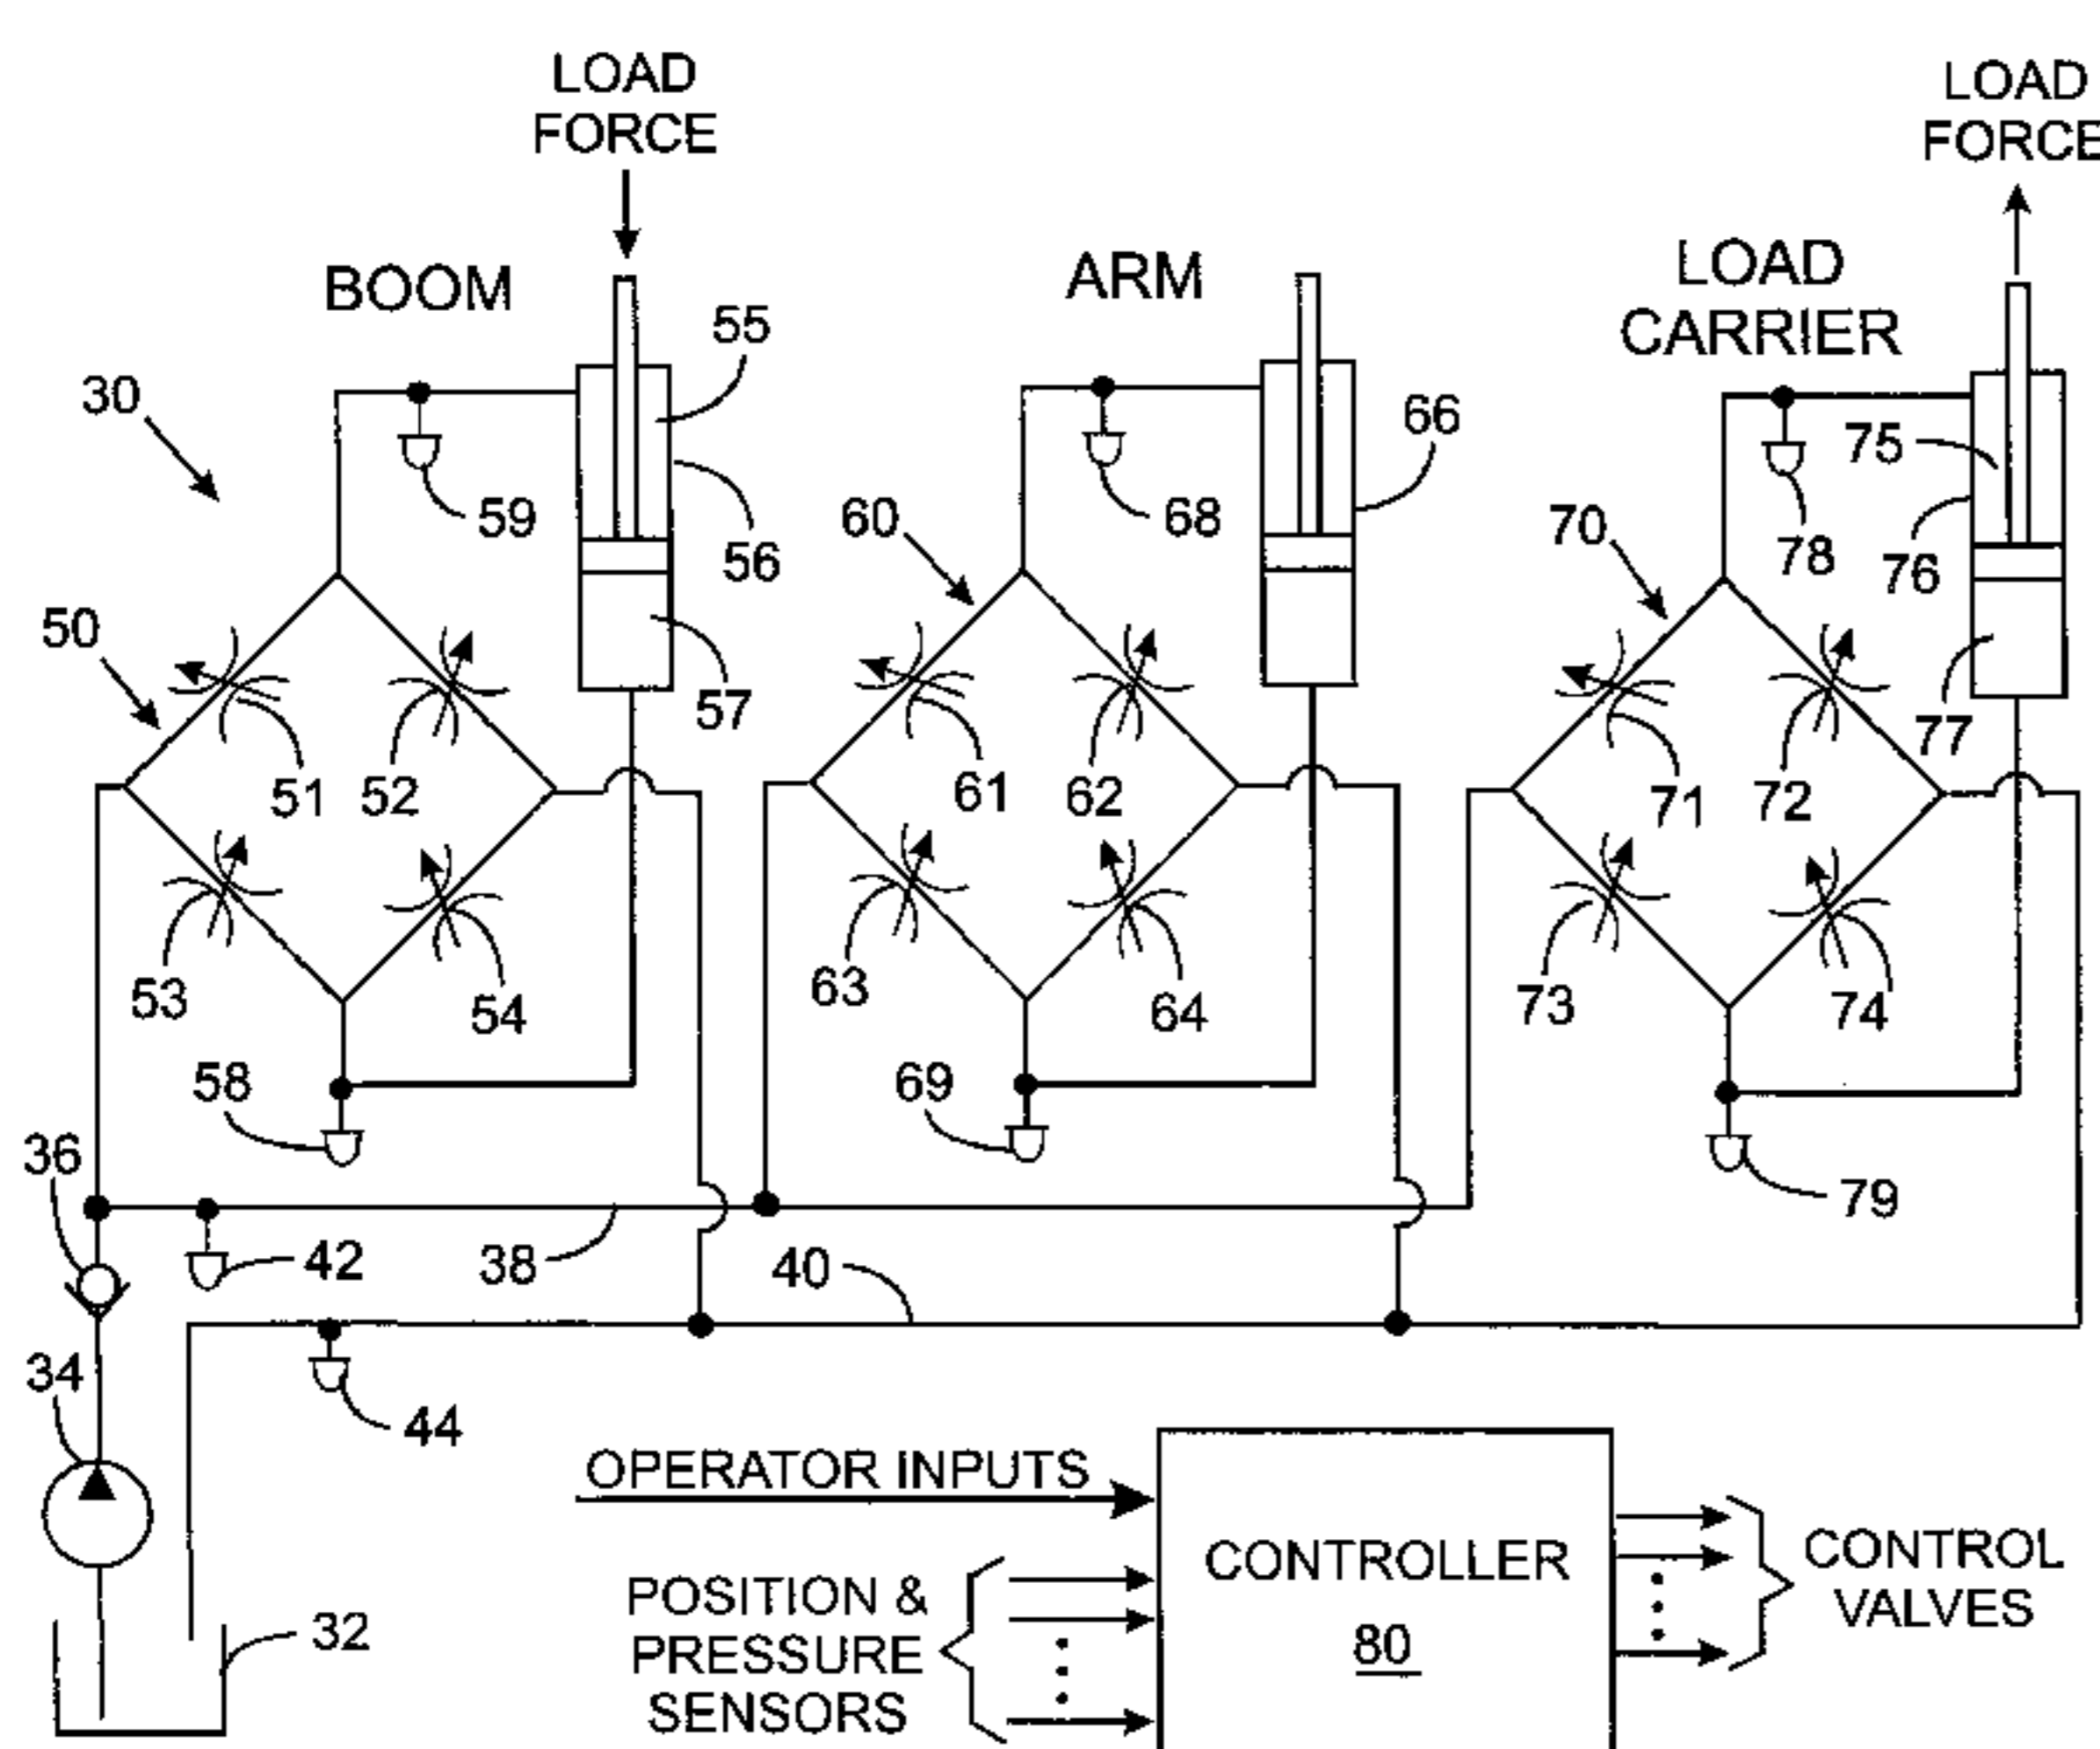 LOAD
FORCE
LOAD
FORCE
BOOM
ARM
LOAD
CARRIER
55
30
66
75
59
56
60
68
70
78
76
50
57
77
51
52
61
62
71
72
53
54
63
64
73
74
58
69
36
79
42
38
40
34
44
OPERATOR INPUTS
CONTROLLER
80
CONTROL
VALVES
POSITION &
PRESSURE
SENSORS
32